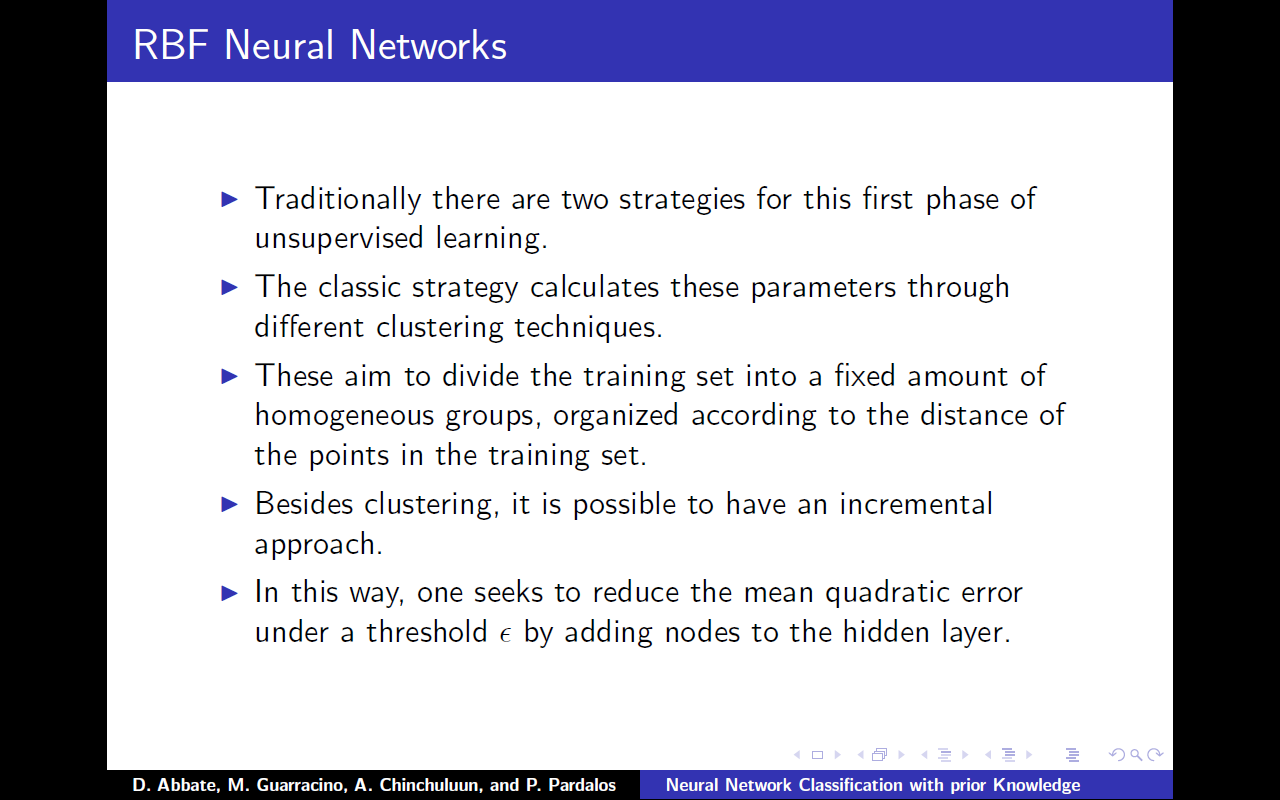 RBF Neural Networks
Traditionally there are two strategies for this first phase of
unsupervised learning.
The classic strategy calculates these parameters through
different clustering techniques.
These aim to divide the training set into a fixed amount of
homogeneous groups, organized according to the distance of
the points in the training set.
Besides clustering, it is possible to have an incremental
approach.
In this way, one seeks to reduce the mean quadratic error
under a threshold ϵ by adding nodes to the hidden layer.
D. Abbate, M. Guarracino, A. Chinchuluun, and P. Pardalos
Neural Network Classification with prior Knowledge